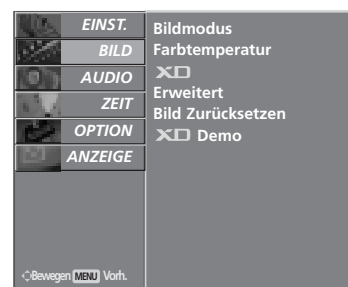 EINST.
BILD
AUDIO
ZEIT
OPTION
ANZEIGE
Bewegen MENU Vorh.
Bildmodus
Farbtemperatur
XD
Erweitert
Bild Zurücksetzen
XD Demo